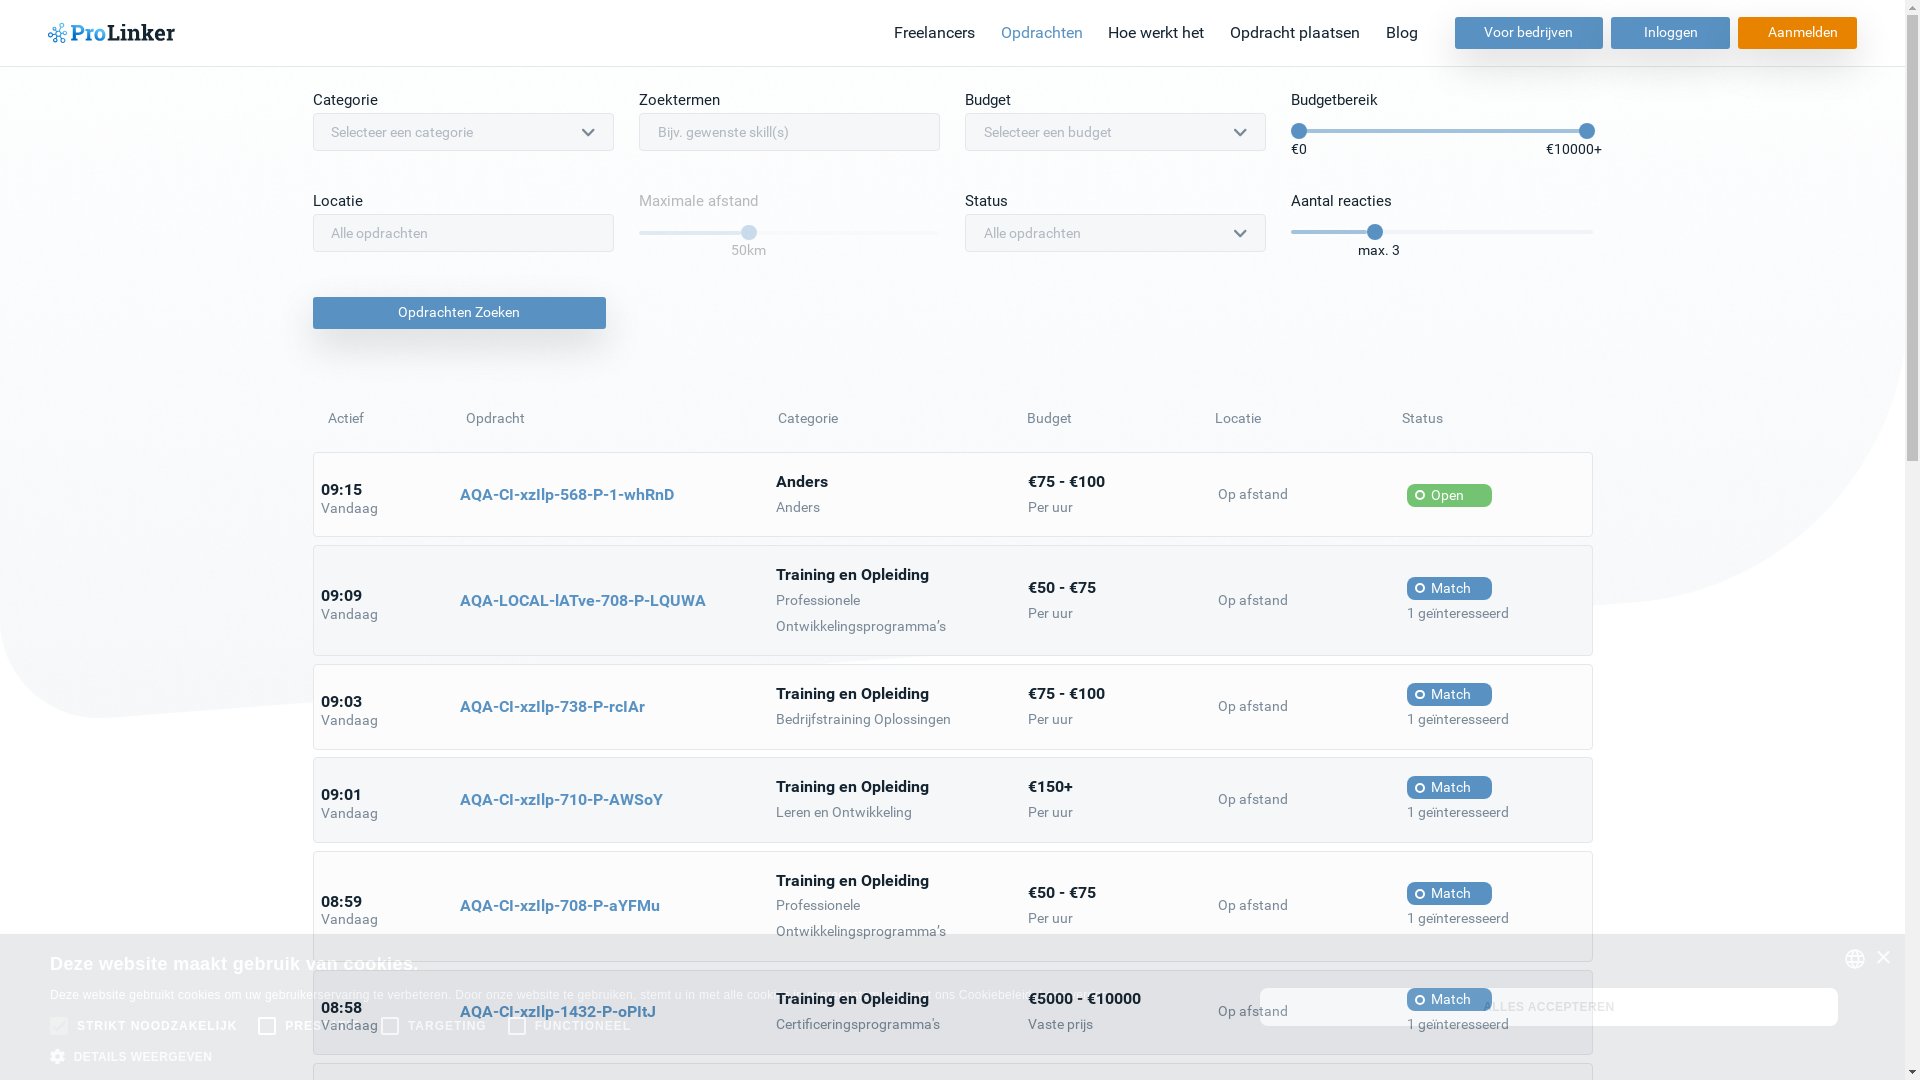 ProLinker
Freelancers Opdrachten Hoe werkt het Opdracht plaatsen Blog Voor bedrijven Inloggen Aanmelden
Categorie Zoektermen Budget Budgetbereik
Selecteer een categorie Bijv. gewenste skill(s) Selecteer een budget
€0 €10000+
Locatie Maximale afstand Status Aantal reacties
Alle opdrachten Alle opdrachten
50km max. 3
Opdrachten Zoeken
Actief Opdracht Categorie Budget Locatie Status
09:15 AQA-CI-xzIlp-568-P-1-whRnD Anders €75 - €100 Op afstand Open
Vandaag Anders Per uur
09:09 AQA-LOCAL-lATve-708-P-LQUWA Training en Opleiding €50 - €75 Op afstand Match
Vandaag Professionele Per uur 1 geïnteresseerd
Ontwikkelingsprogramma’s
09:03 AQA-CI-xzIlp-738-P-rcIAr Training en Opleiding €75 - €100 Op afstand Match
Vandaag Bedrijfstraining Oplossingen Per uur 1 geïnteresseerd
09:01 AQA-CI-xzIlp-710-P-AWSoY Training en Opleiding €150+ Op afstand Match
Vandaag Leren en Ontwikkeling Per uur 1 geïnteresseerd
08:59 AQA-CI-xzIlp-708-P-aYFMu Training en Opleiding €50 - €75 Op afstand Match
Vandaag Professionele Per uur 1 geïnteresseerd
Ontwikkelingsprogramma’s
Deze website maakt gebruik van cookies.
Deze website gebruikt cookies om uw gebruikerservaring te verbeteren. Door onze website te gebruiken, stemt u in met alle ons Cookiebeleid
08:58 AQA-CI-xzIlp-1432-P-oPItJ Training en Opleiding €5000 - €10000 Op afstand Match
Vandaag Certificeringsprogramma's Vaste prijs 1 geïnteresseerd
ALLES ACCEPTEREN
STRIKT NOODZAKELIJK TARGETING FUNCTIONEEL
DETAILS WEERGEVEN